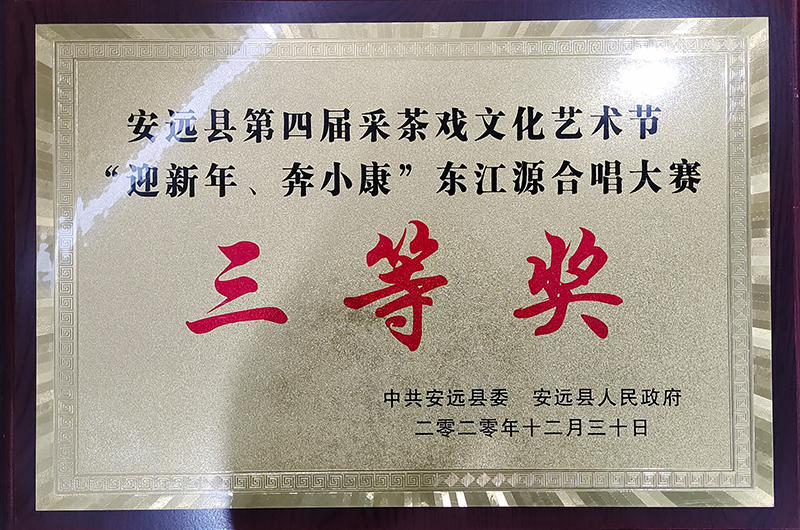 安远县第四届采茶戏文化艺术节
“迎新年、奔小康”东江源合唱大赛
三等奖
中共安远县委 安远县人民政府
二零二零年十二月三十日